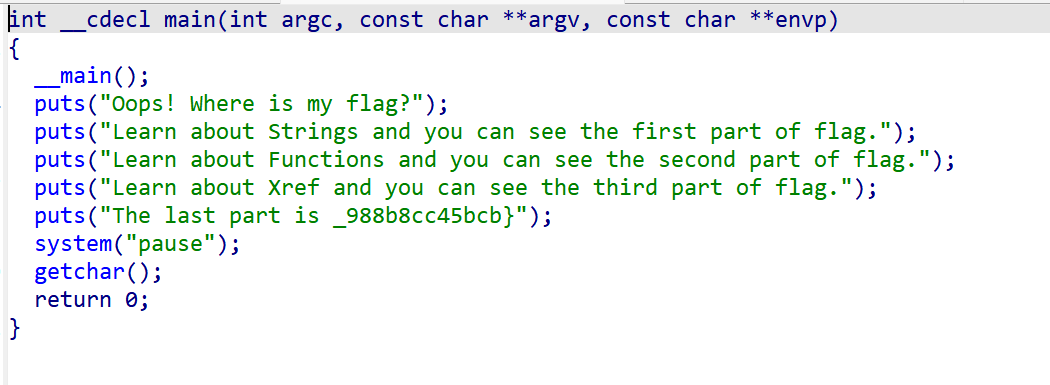 int __cdecl main(int argc, const char **argv, const char **envp)
{
  __main();
  puts("Oops! Where is my flag?");
  puts("Learn about Strings and you can see the first part of flag.");
  puts("Learn about Functions and you can see the second part of flag.");
  puts("Learn about Xref and you can see the third part of flag.");
  puts("The last part is _988b8cc45bcb}");
  system("pause");
  getchar();
  return 0;
}